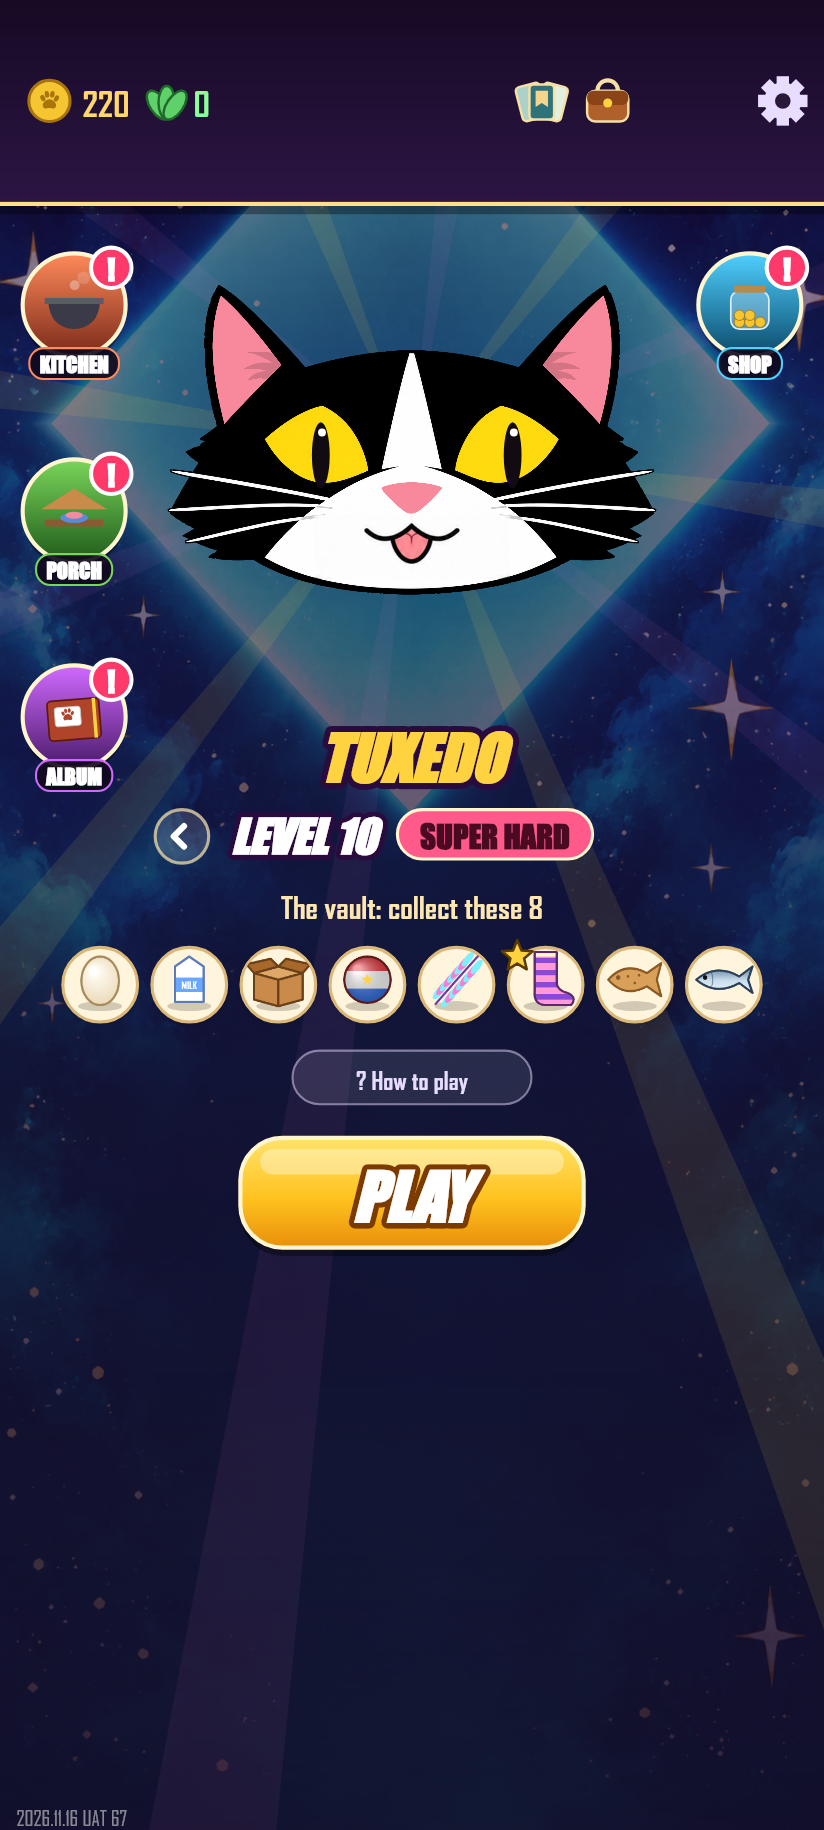 220
0
!
KITCHEN
!
SHOP
!
PORCH
!
ALBUM
TUXEDO
LEVEL 10
SUPER HARD
The vault: collect these 8
MILK
? How to play
PLAY
2026.11.16 UAT 67